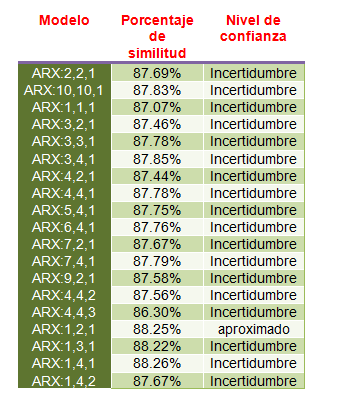 Modelo Porcentaje de similitud Nivel de confianza
ARX:2,2,1 87.69% Incertidumbre
ARX:10,10,1 87.83% Incertidumbre
ARX:1,1,1 87.07% Incertidumbre
ARX:3,2,1 87.46% Incertidumbre
ARX:3,3,1 87.78% Incertidumbre
ARX:3,4,1 87.85% Incertidumbre
ARX:4,2,1 87.44% Incertidumbre
ARX:4,4,1 87.78% Incertidumbre
ARX:5,4,1 87.75% Incertidumbre
ARX:6,4,1 87.76% Incertidumbre
ARX:7,2,1 87.67% Incertidumbre
ARX:7,4,1 87.79% Incertidumbre
ARX:9,2,1 87.58% Incertidumbre
ARX:4,4,2 87.56% Incertidumbre
ARX:4,4,3 86.30% Incertidumbre
ARX:1,2,1 88.25% aproximado
ARX:1,3,1 88.22% Incertidumbre
ARX:1,4,1 88.26% Incertidumbre
ARX:1,4,2 87.67% Incertidumbre